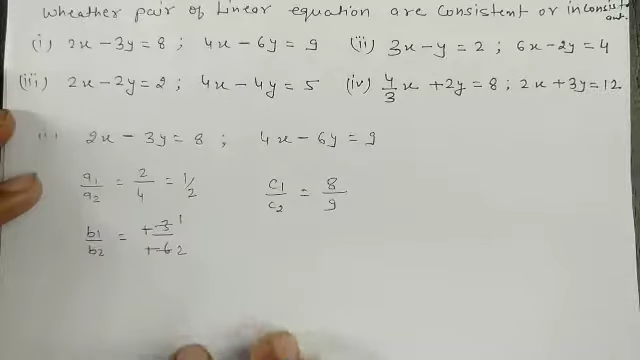 Wheather pair of Linear equation are consistent or inconsistent.
(i) 2x - 3y = 8 ; 4x - 6y = 9 (ii) 3x - y = 2 ; 6x - 2y = 4
(iii) 2x - 2y = 2 ; 4x - 4y = 5 (iv) 4/3 x + 2y = 8 ; 2x + 3y = 12
2x - 3y = 8 ; 4x - 6y = 9
a1/a2 = 2/4 = 1/2 c1/c2 = 8/9
b1/b2 = +3 1 / +6 2